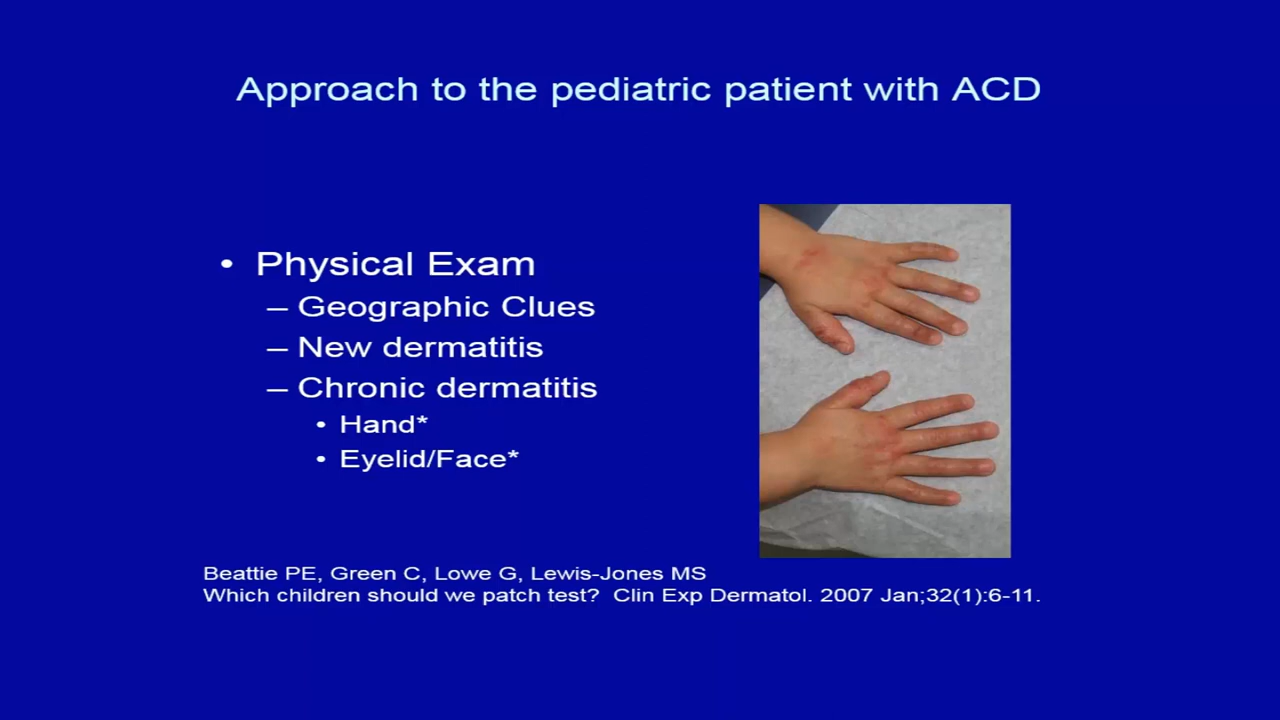 Approach to the pediatric patient with ACD
• Physical Exam
– Geographic Clues
– New dermatitis
– Chronic dermatitis
• Hand*
• Eyelid/Face*
Beattie PE, Green C, Lowe G, Lewis-Jones MS
Which children should we patch test? Clin Exp Dermatol. 2007 Jan;32(1):6-11.